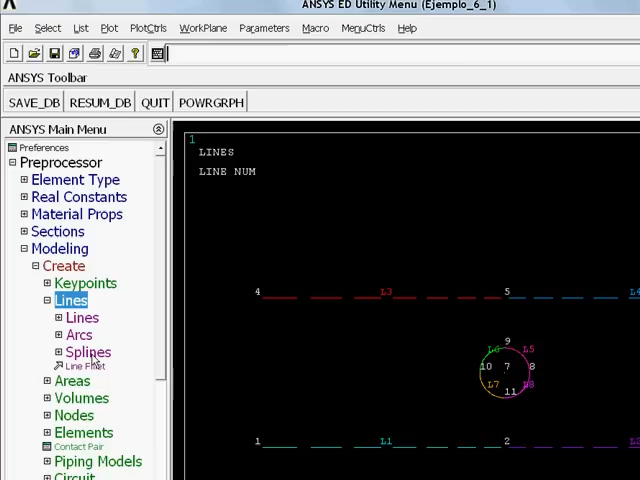 ANSYS ED Utility Menu (Ejemplo_6_1)
File Select List Plot PlotCtrls WorkPlane Parameters Macro MenuCtrls Help
ANSYS Toolbar
SAVE_DB RESUM_DB QUIT POWRGRPH
ANSYS Main Menu
Preferences
Preprocessor
Element Type
Real Constants
Material Props
Sections
Modeling
Create
Keypoints
Lines
Lines
Arcs
Splines
Line Fillet
Areas
Volumes
Nodes
Elements
Contact Pair
Piping Models
Circuit
1
LINES
LINE NUM
4 L3 5 L4
9
L6 L5
10 7 8
L7 L8
11
1 L1 2